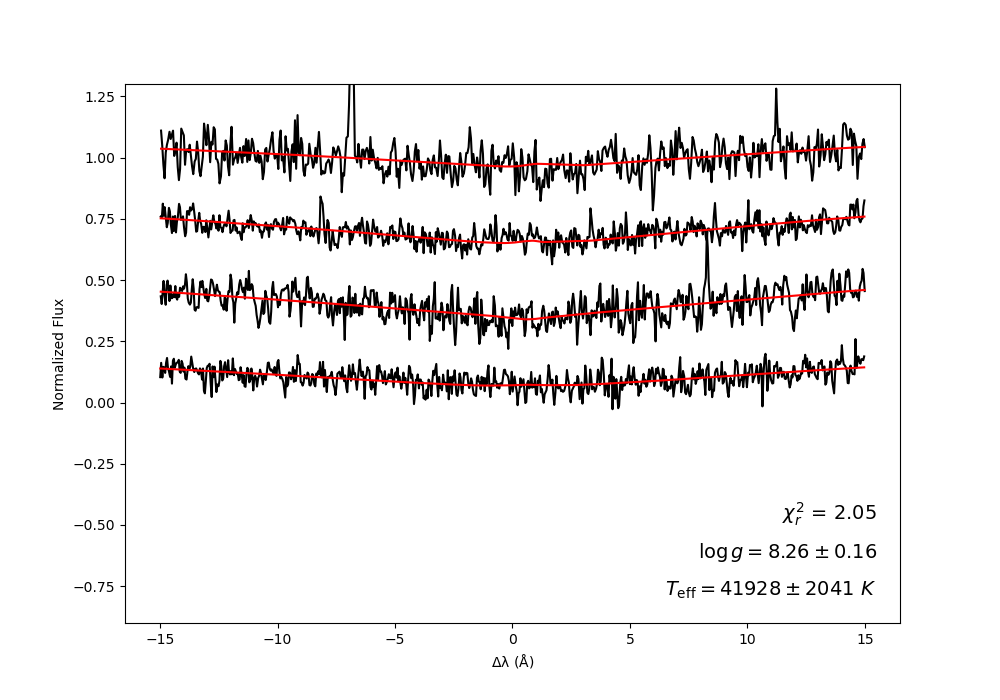 1.25
1.00
0.75
0.50
0.25
0.00
−0.25
−0.50
−0.75
Normalized Flux
χ²ᵣ = 2.05
log g = 8.26 ± 0.16
T_eff = 41928 ± 2041 K
−15 −10 −5 0 5 10 15
Δλ (Å)